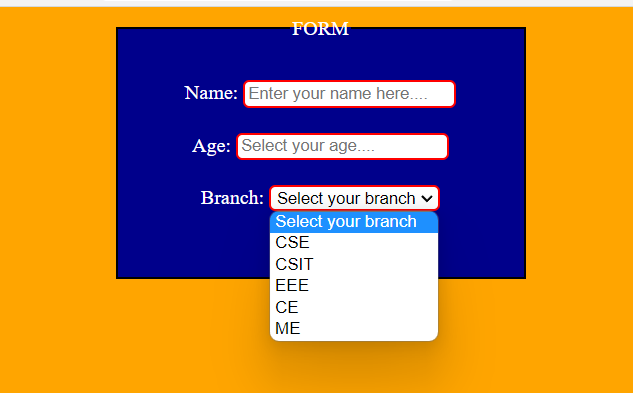 FORM
Name: Enter your name here....
Age: Select your age....
Branch: Select your branch
Select your branch
CSE
CSIT
EEE
CE
ME